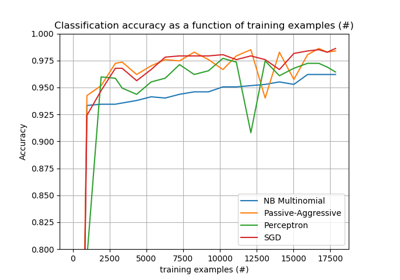 Classification accuracy as a function of training examples (#)
1.000
0.975
0.950
0.925
0.900
0.875
0.850
0.825
0.800
Accuracy
NB Multinomial
Passive-Aggressive
Perceptron
SGD
0 2500 5000 7500 10000 12500 15000 17500
training examples (#)